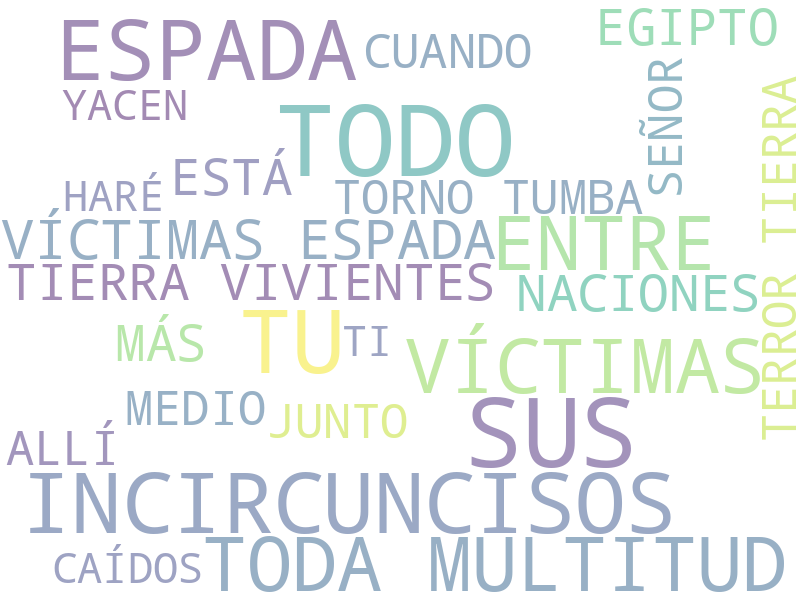 EGIPTO
ESPADA
CUANDO
SEÑOR
YACEN
TODO
TERROR TIERRA
ESTÁ
HARÉ
TORNO TUMBA
VÍCTIMAS ESPADA
ENTRE
TIERRA VIVIENTES
NACIONES
TU
TI
MÁS
VÍCTIMAS
MEDIO
JUNTO
SUS
ALLÍ
INCIRCUNCISOS
CAÍDOS
TODA MULTITUD